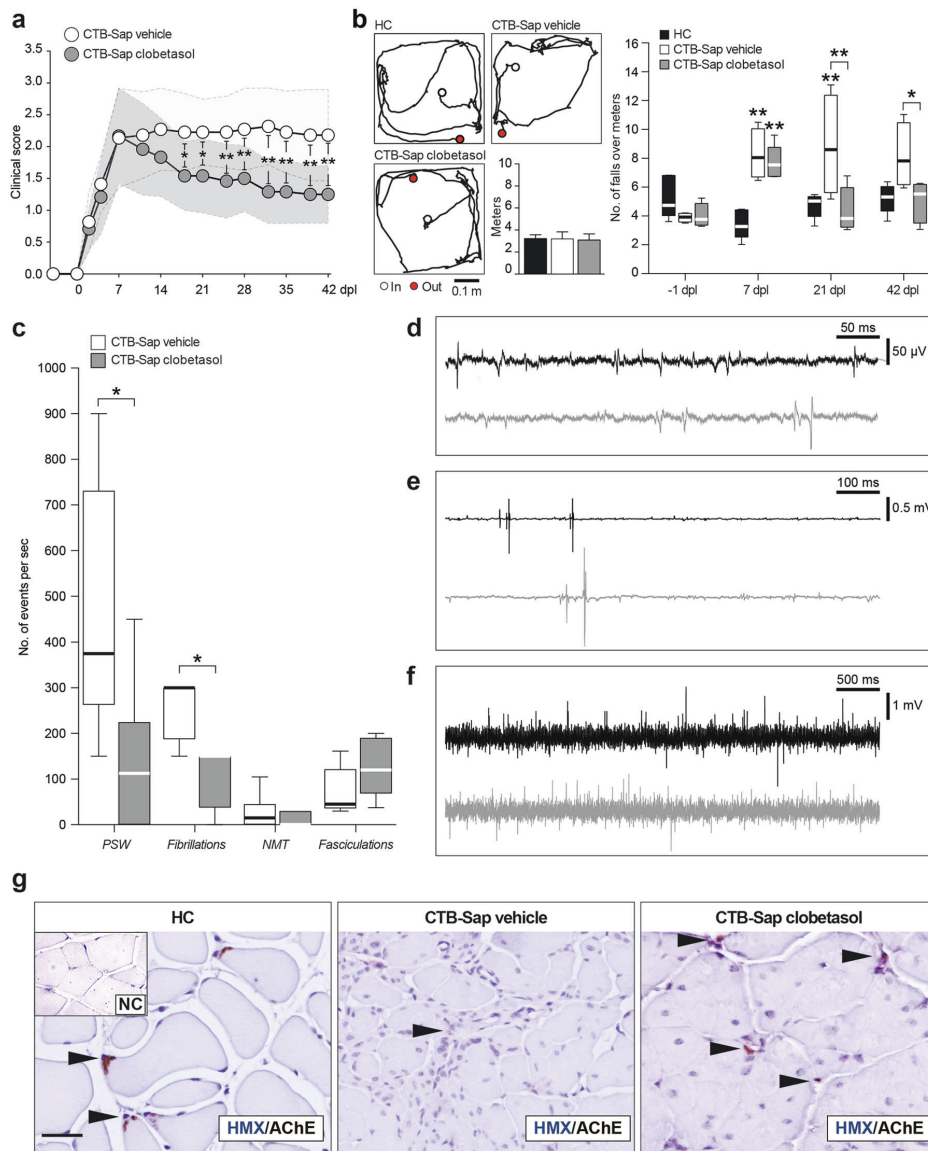 a
CTB-Sap vehicle
CTB-Sap clobetasol
Clinical score
3.5
3.0
2.5
2.0
1.5
1.0
0.5
0.0
* * ** ** ** ** ** **
0 7 14 21 28 35 42 dpl
b
HC
CTB-Sap vehicle
CTB-Sap clobetasol
In Out
0.1 m
Meters
10
8
6
4
2
0
HC
CTB-Sap vehicle
CTB-Sap clobetasol
No. of falls over meters
16
14
12
10
8
6
4
2
0
** ** ** ** *
-1 dpl 7 dpl 21 dpl 42 dpl
c
CTB-Sap vehicle
CTB-Sap clobetasol
No. of events per sec
1000
900
800
700
600
500
400
300
200
100
0
* *
PSW Fibrillations NMT Fasciculations
d
50 ms
50 µV
e
100 ms
0.5 mV
f
500 ms
1 mV
g
HC
NC
HMX/AChE
CTB-Sap vehicle
HMX/AChE
CTB-Sap clobetasol
HMX/AChE